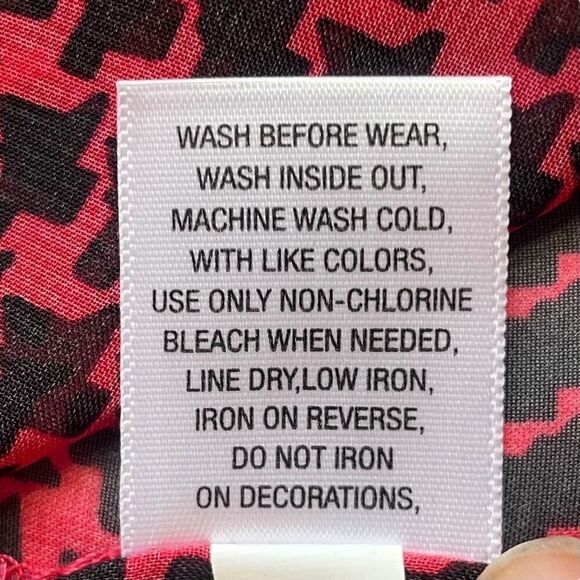 WASH BEFORE WEAR,
WASH INSIDE OUT,
MACHINE WASH COLD,
WITH LIKE COLORS,
USE ONLY NON-CHLORINE
BLEACH WHEN NEEDED,
LINE DRY,LOW IRON,
IRON ON REVERSE,
DO NOT IRON
ON DECORATIONS,